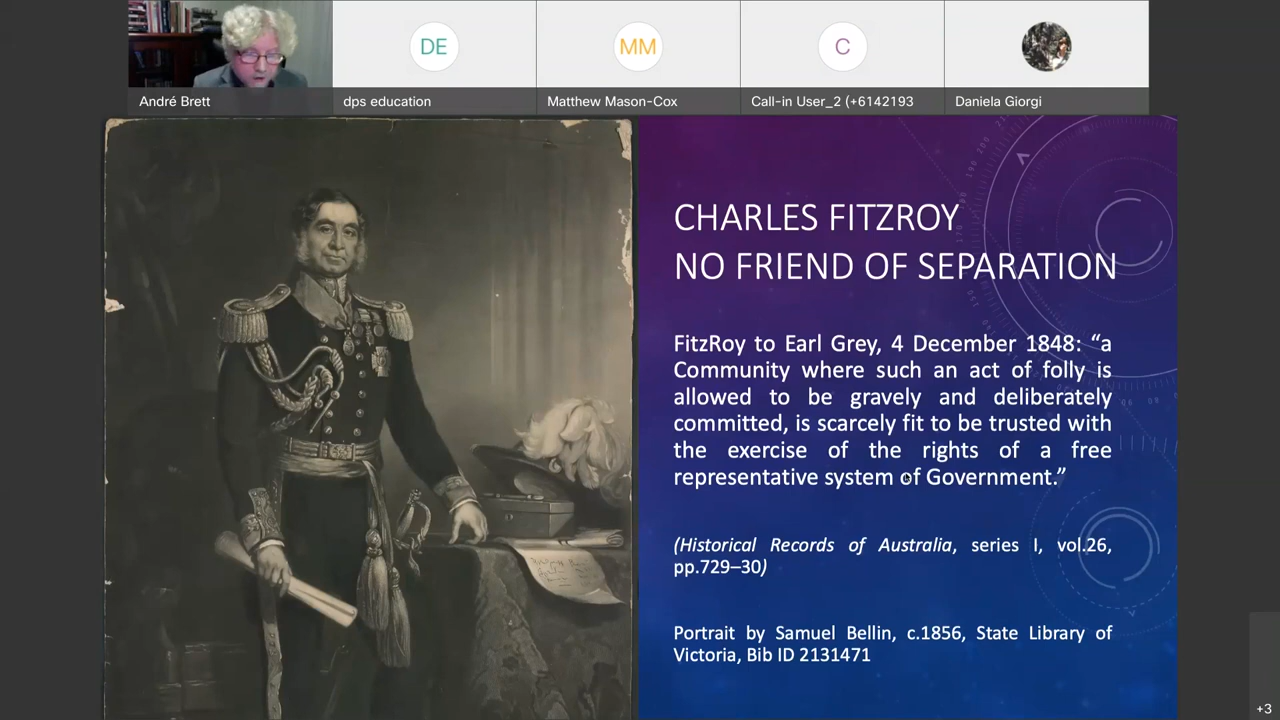 DE
MM
C
André Brett
dps education
Matthew Mason-Cox
Call-in User_2 (+6142193
Daniela Giorgi
CHARLES FITZROY
NO FRIEND OF SEPARATION
FitzRoy to Earl Grey, 4 December 1848: “a
Community where such an act of folly is
allowed to be gravely and deliberately
committed, is scarcely fit to be trusted with
the exercise of the rights of a free
representative system of Government.”
(Historical Records of Australia, series I, vol.26,
pp.729–30)
Portrait by Samuel Bellin, c.1856, State Library of
Victoria, Bib ID 2131471
+3